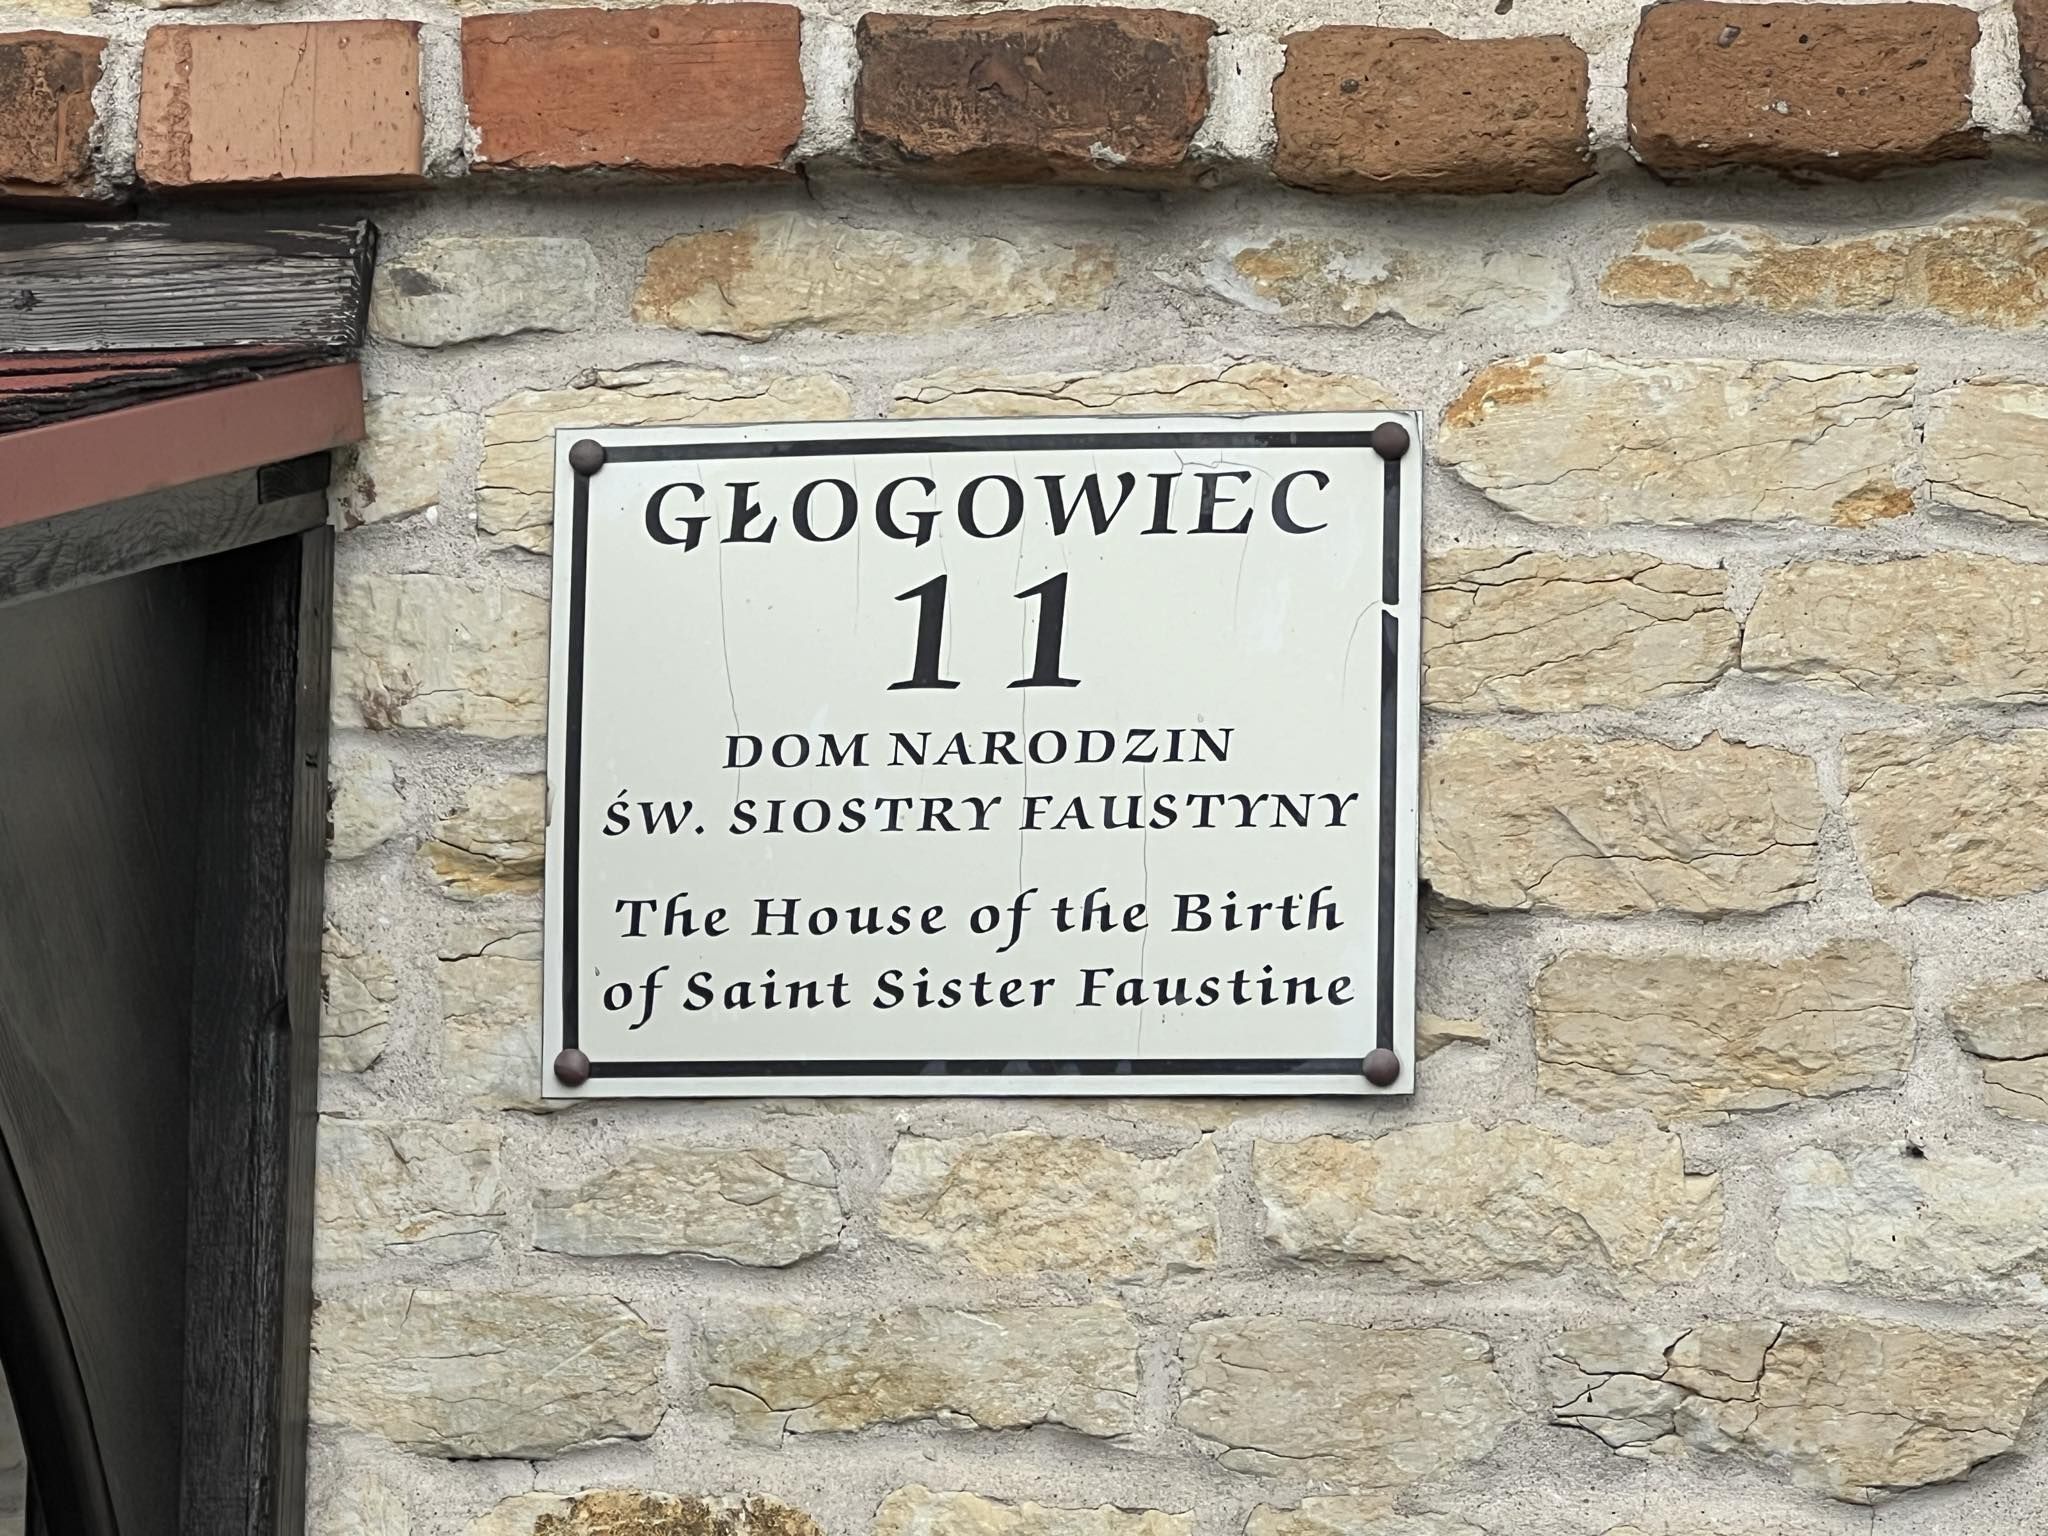 GŁOGOWIEC
11
DOM NARODZIN
ŚW. SIOSTRY FAUSTYNY
The House of the Birth
of Saint Sister Faustine